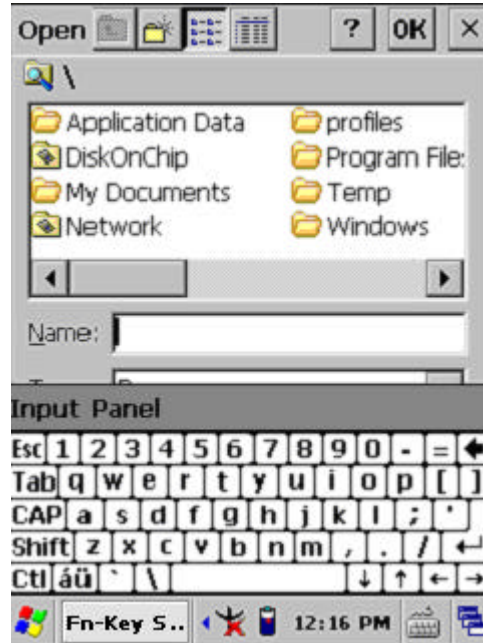 Open ? OK ×
\
Application Data profiles
DiskOnChip Program File
My Documents Temp
Network Windows
Name:
Input Panel
Esc 1 2 3 4 5 6 7 8 9 0 - = 
Tab q w e r t y u i o p [ ]
CAP a s d f g h j k l ; '
Shift z x c v b n m , . /
Ctl áü ` \ ↓ ↑ ← →
Fn-Key S.. 12:16 PM